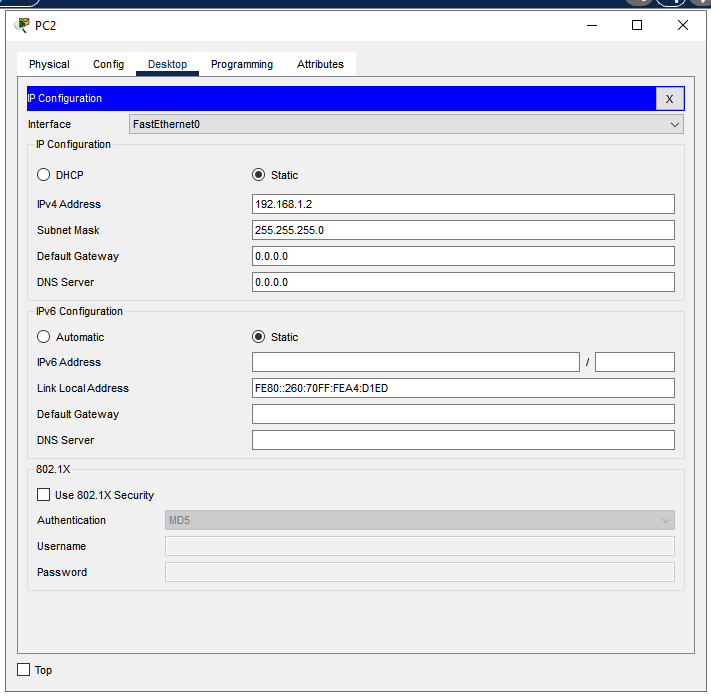 PC2
Physical Config Desktop Programming Attributes
IP Configuration X
Interface FastEthernet0
IP Configuration
DHCP Static
IPv4 Address 192.168.1.2
Subnet Mask 255.255.255.0
Default Gateway 0.0.0.0
DNS Server 0.0.0.0
IPv6 Configuration
Automatic Static
IPv6 Address /
Link Local Address FE80::260:70FF:FEA4:D1ED
Default Gateway
DNS Server
802.1X
Use 802.1X Security
Authentication MD5
Username
Password
Top